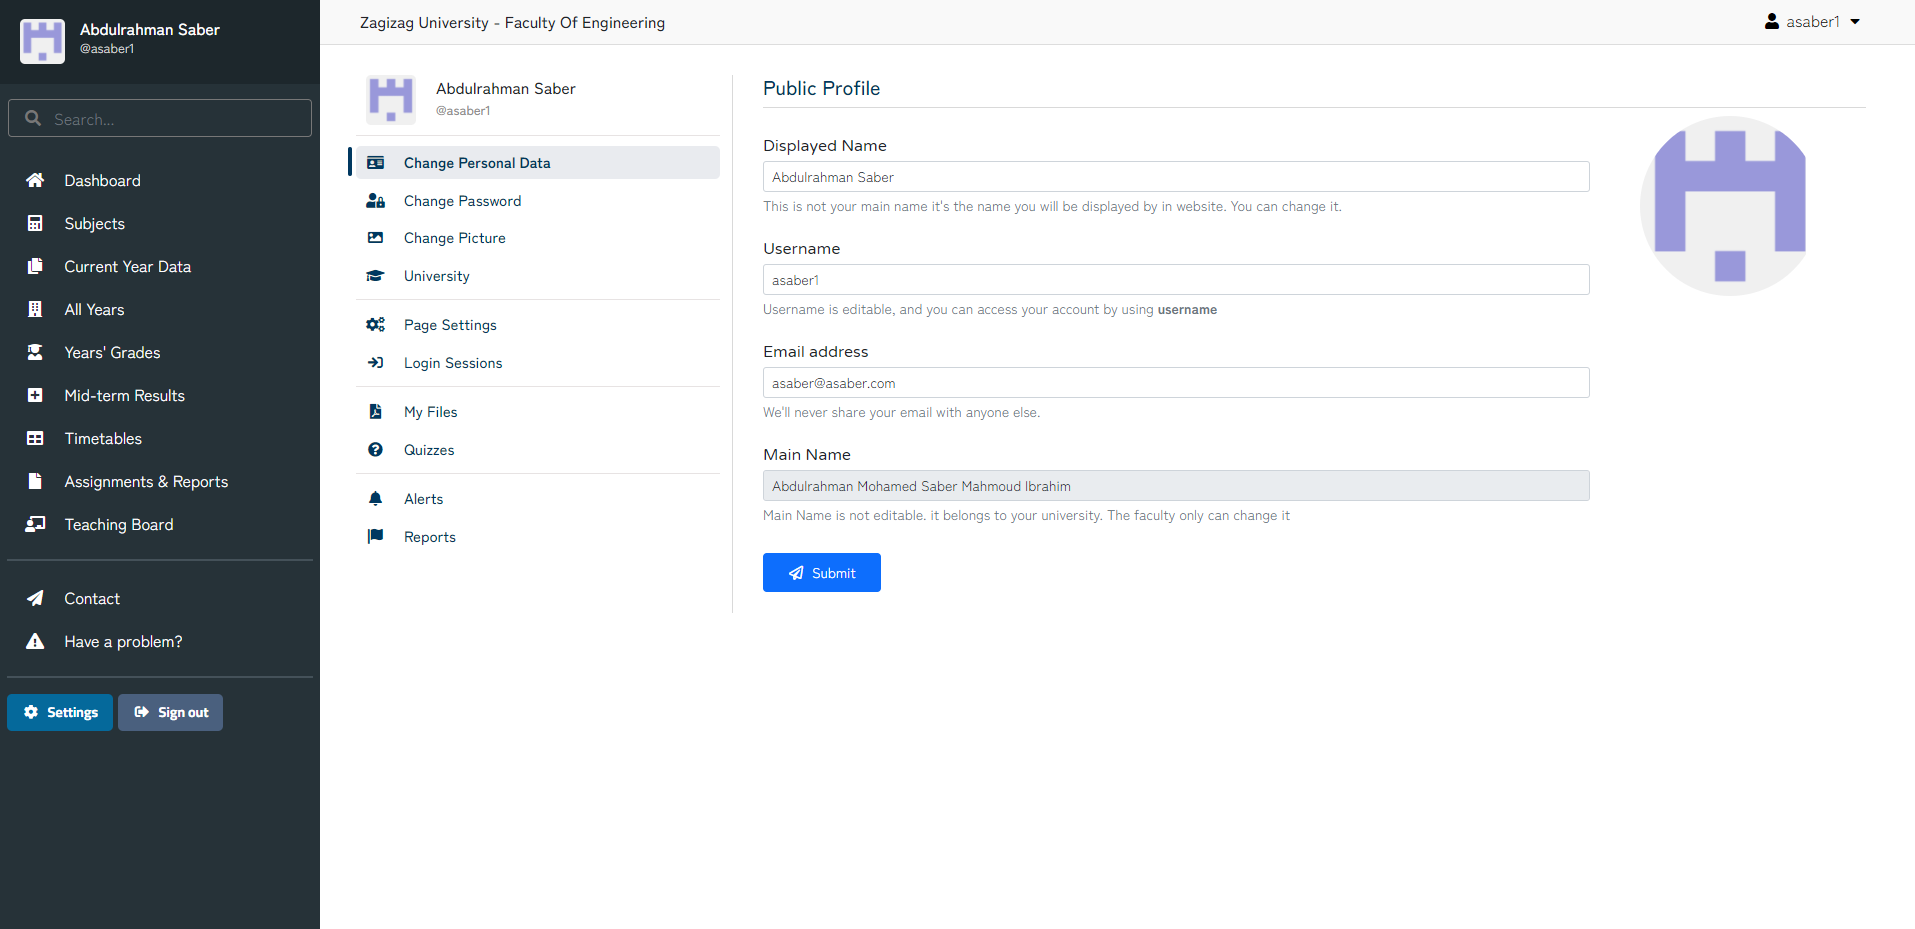 Abdulrahman Saber
@asaber1
Search...
Dashboard
Subjects
Current Year Data
All Years
Years' Grades
Mid-term Results
Timetables
Assignments & Reports
Teaching Board
Contact
Have a problem?
Settings
Sign out
Zagizag University - Faculty Of Engineering
asaber1
Abdulrahman Saber
@asaber1
Change Personal Data
Change Password
Change Picture
University
Page Settings
Login Sessions
My Files
Quizzes
Alerts
Reports
Public Profile
Displayed Name
Abdulrahman Saber
This is not your main name it's the name you will be displayed by in website. You can change it.
Username
asaber1
Username is editable, and you can access your account by using username
Email address
asaber@asaber.com
We'll never share your email with anyone else.
Main Name
Abdulrahman Mohamed Saber Mahmoud Ibrahim
Main Name is not editable. it belongs to your university. The faculty only can change it
Submit